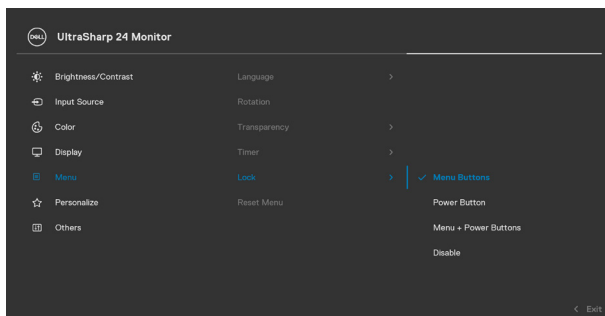 DELL UltraSharp 24 Monitor
Brightness/Contrast Language >
Input Source Rotation
Color Transparency >
Display Timer >
Menu Lock > ✓ Menu Buttons
Personalize Reset Menu Power Button
Others Menu + Power Buttons
Disable
< Exit